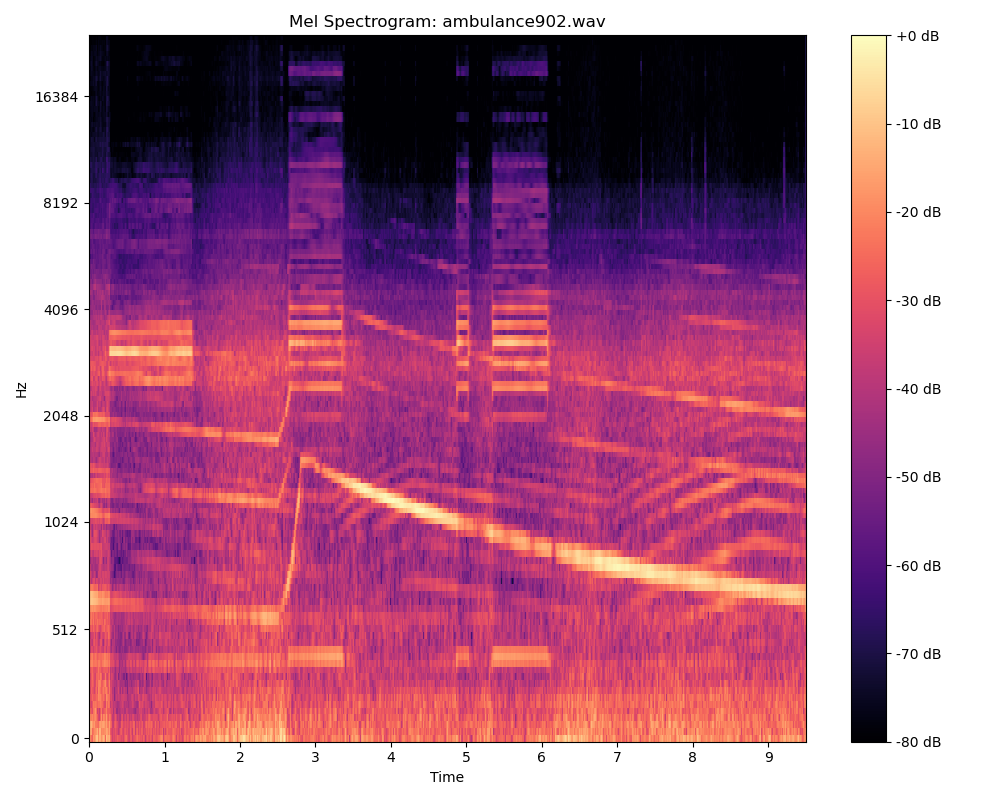 Mel Spectrogram: ambulance902.wav
Hz
16384
8192
4096
2048
1024
512
0
0 1 2 3 4 5 6 7 8 9
Time
+0 dB
-10 dB
-20 dB
-30 dB
-40 dB
-50 dB
-60 dB
-70 dB
-80 dB